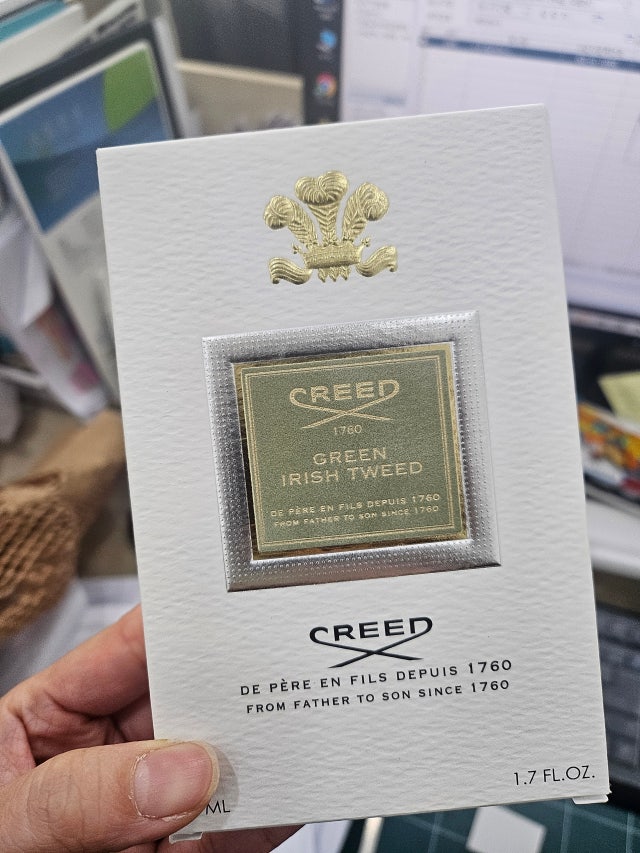 CREED
1760
GREEN
IRISH TWEED
DE PÈRE EN FILS DEPUIS 1760
FROM FATHER TO SON SINCE 1760
CREED
DE PÈRE EN FILS DEPUIS 1760
FROM FATHER TO SON SINCE 1760
ML
1.7 FL.OZ.